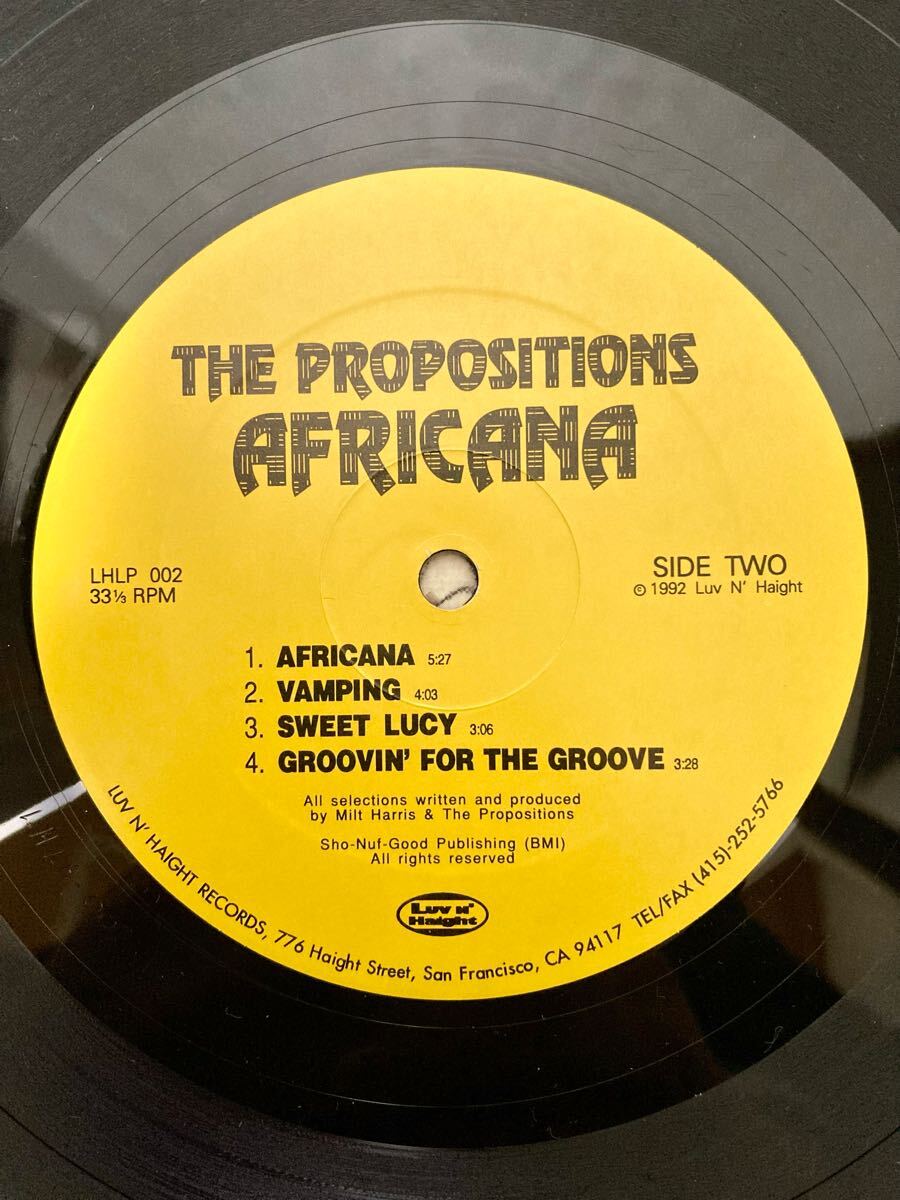 THE PROPOSITIONS
AFRICANA
LHLP 002
33⅓ RPM
SIDE TWO
© 1992 Luv N' Haight
1. AFRICANA 5:27
2. VAMPING 4:03
3. SWEET LUCY 3:06
4. GROOVIN' FOR THE GROOVE 3:28
All selections written and produced
by Milt Harris & The Propositions
Sho-Nuf-Good Publishing (BMI)
All rights reserved
Luv N'
Haight
LUV N' HAIGHT RECORDS, 776 Haight Street, San Francisco, CA 94117 TEL/FAX (415)-252-5766